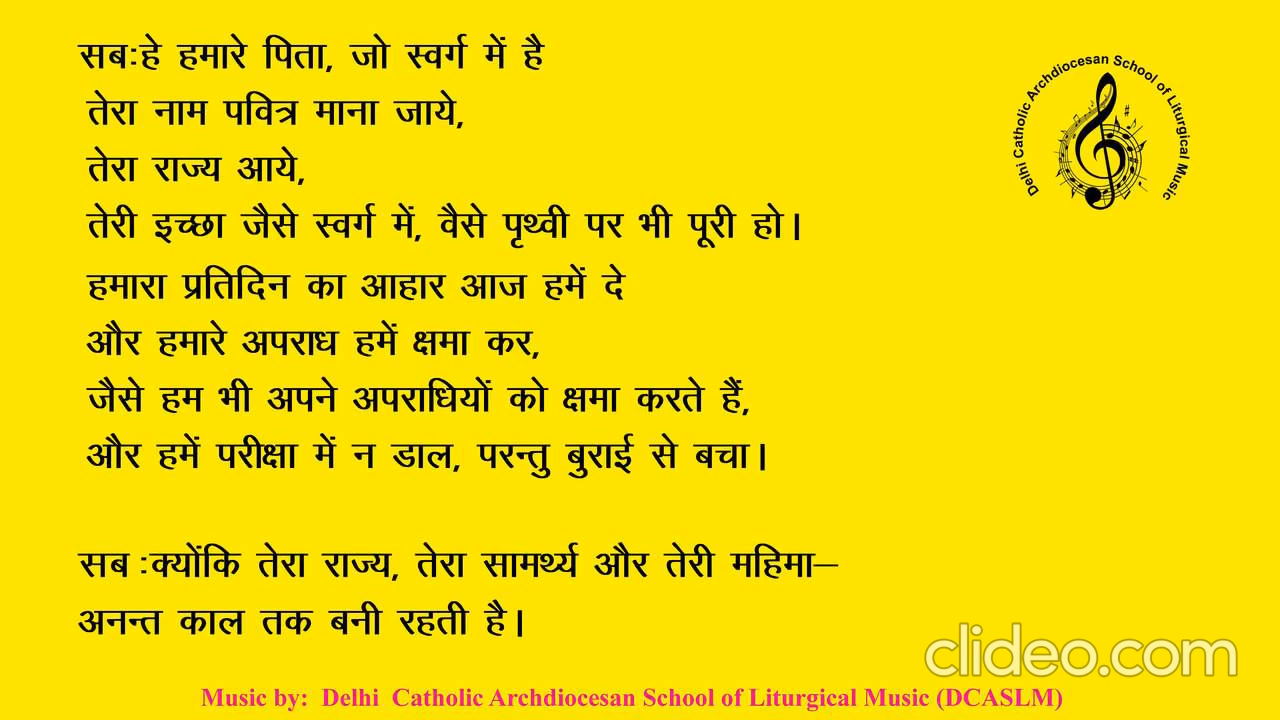 सबःहे हमारे पिता, जो स्वर्ग में है
तेरा नाम पवित्र माना जाये,
तेरा राज्य आये,
तेरी इच्छा जैसे स्वर्ग में, वैसे पृथ्वी पर भी पूरी हो।
हमारा प्रतिदिन का आहार आज हमें दे
और हमारे अपराध हमें क्षमा कर,
जैसे हम भी अपने अपराधियों को क्षमा करते हैं,
और हमें परीक्षा में न डाल, परन्तु बुराई से बचा।
सब :क्योंकि तेरा राज्य, तेरा सामर्थ्य और तेरी महिमा–
अनन्त काल तक बनी रहती है।
Delhi Catholic Archdiocesan School of Liturgical Music
clideo.com
Music by: Delhi Catholic Archdiocesan School of Liturgical Music (DCASLM)